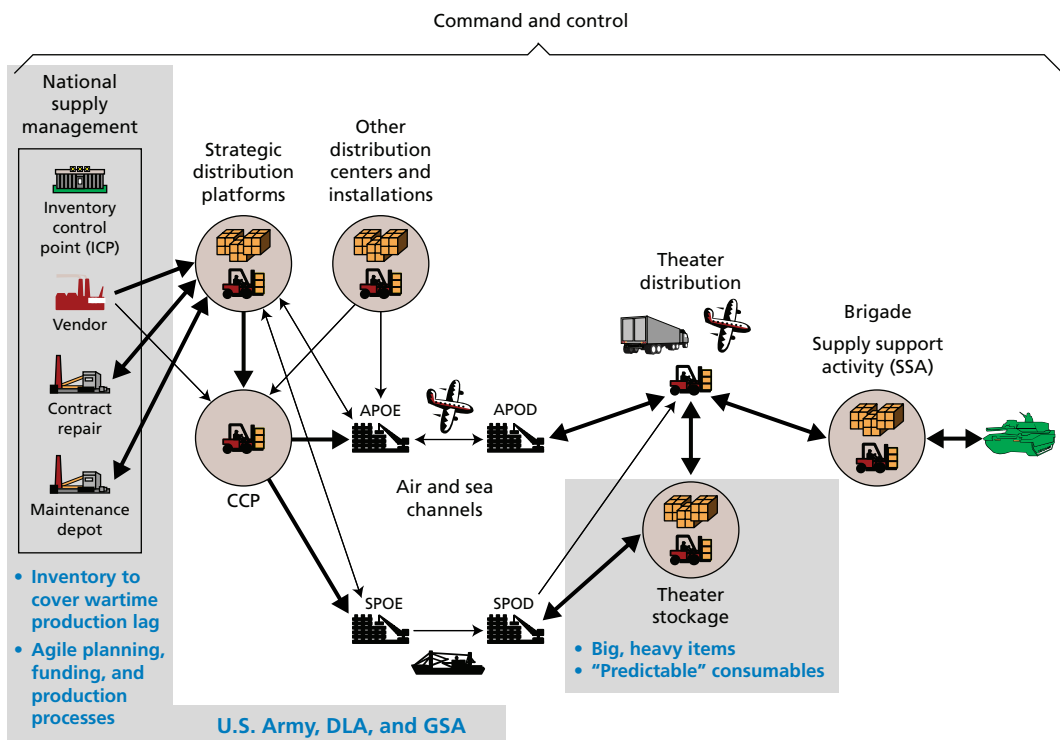 Command and control
National
supply
management
Inventory
control
point (ICP)
Vendor
Contract
repair
Maintenance
depot
• Inventory to
cover wartime
production lag
• Agile planning,
funding, and
production
processes
U.S. Army, DLA, and GSA
Strategic
distribution
platforms
Other
distribution
centers and
installations
CCP
APOE
APOD
Air and sea
channels
SPOE
SPOD
Theater
distribution
Theater
stockage
• Big, heavy items
• “Predictable” consumables
Brigade
Supply support
activity (SSA)